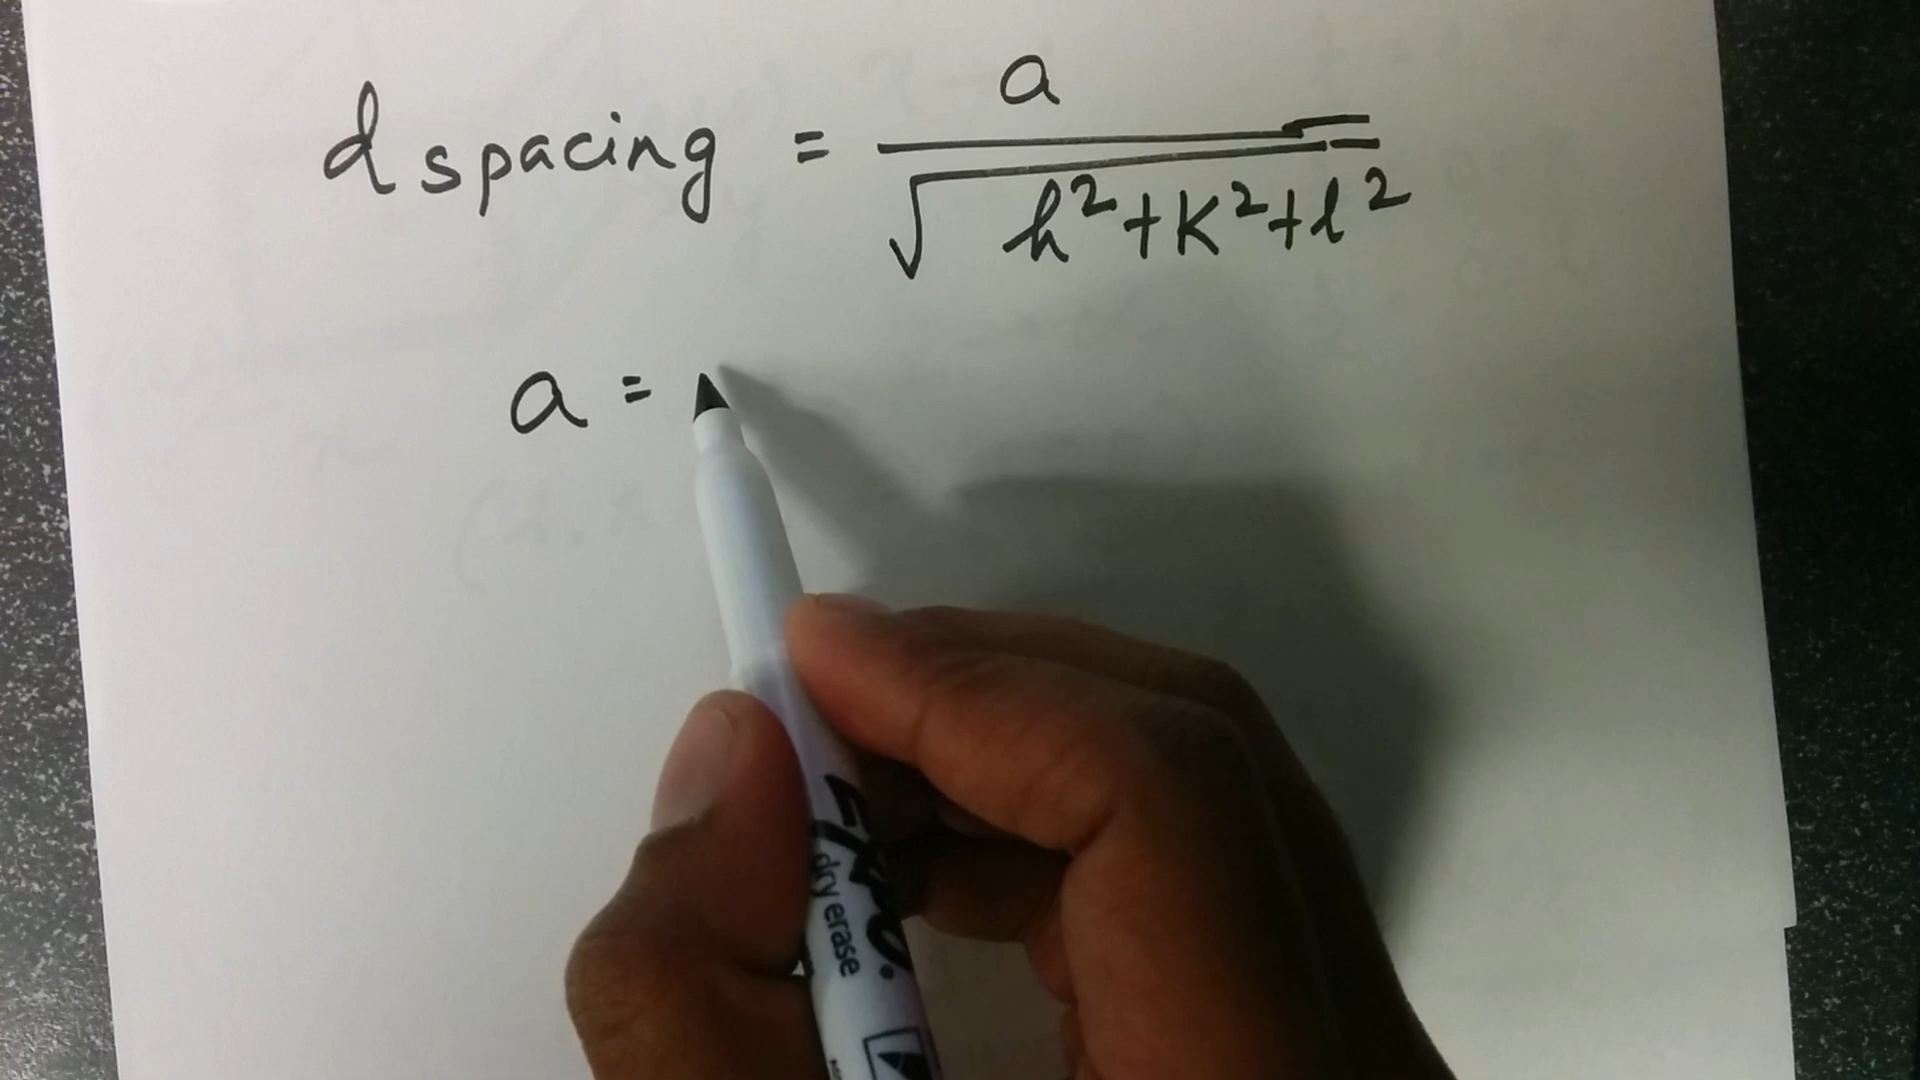 d spacing = a / √h²+K²+l²
a =
Expo.
dry erase